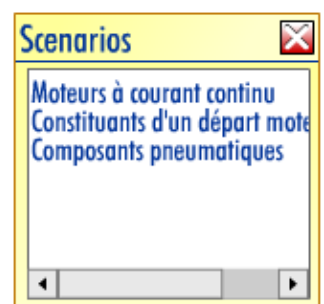 Scenarios
Moteurs à courant continu
Constituants d'un départ mote
Composants pneumatiques